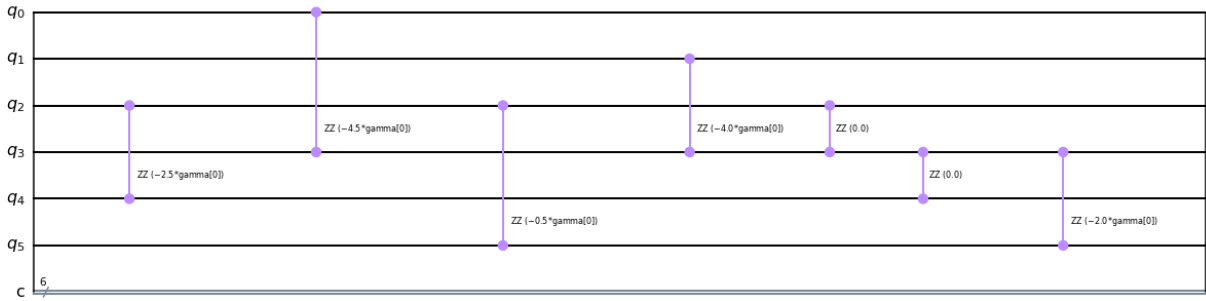 q₀
q₁
q₂
ZZ (−4.5*gamma[0])
ZZ (−4.0*gamma[0])
ZZ (0.0)
q₃
ZZ (−2.5*gamma[0])
ZZ (0.0)
q₄
ZZ (−0.5*gamma[0])
ZZ (−2.0*gamma[0])
q₅
6
c